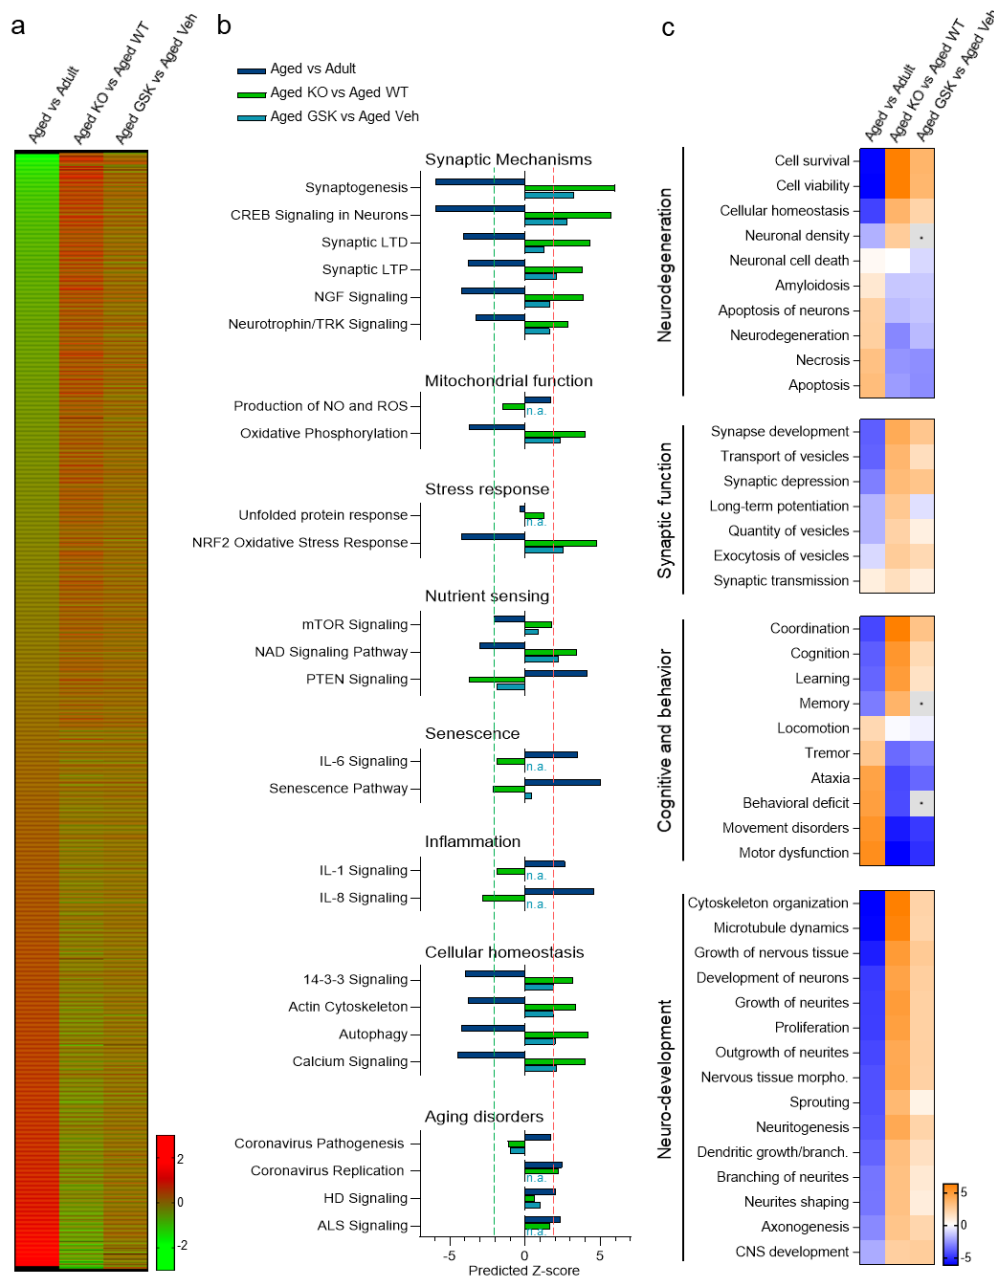 a
Aged vs Adult
Aged KO vs Aged WT
Aged GSK vs Aged Veh
2
0
-2
b
Aged vs Adult
Aged KO vs Aged WT
Aged GSK vs Aged Veh
Synaptic Mechanisms
Synaptogenesis
CREB Signaling in Neurons
Synaptic LTD
Synaptic LTP
NGF Signaling
Neurotrophin/TRK Signaling
Mitochondrial function
Production of NO and ROS
n.a.
Oxidative Phosphorylation
Stress response
Unfolded protein response
n.a.
NRF2 Oxidative Stress Response
Nutrient sensing
mTOR Signaling
NAD Signaling Pathway
PTEN Signaling
Senescence
IL-6 Signaling
n.a.
Senescence Pathway
Inflammation
IL-1 Signaling
n.a.
IL-8 Signaling
n.a.
Cellular homeostasis
14-3-3 Signaling
Actin Cytoskeleton
Autophagy
Calcium Signaling
Aging disorders
Coronavirus Pathogenesis
Coronavirus Replication
n.a.
HD Signaling
ALS Signaling
n.a.
-5
0
5
Predicted Z-score
c
Aged vs Adult
Aged KO vs Aged WT
Aged GSK vs Aged Veh
Neurodegeneration
Cell survival
Cell viability
Cellular homeostasis
Neuronal density
Neuronal cell death
Amyloidosis
Apoptosis of neurons
Neurodegeneration
Necrosis
Apoptosis
Synaptic function
Synapse development
Transport of vesicles
Synaptic depression
Long-term potentiation
Quantity of vesicles
Exocytosis of vesicles
Synaptic transmission
Cognitive and behavior
Coordination
Cognition
Learning
Memory
Locomotion
Tremor
Ataxia
Behavioral deficit
Movement disorders
Motor dysfunction
Neuro-development
Cytoskeleton organization
Microtubule dynamics
Growth of nervous tissue
Development of neurons
Growth of neurites
Proliferation
Outgrowth of neurites
Nervous tissue morpho.
Sprouting
Neuritogenesis
Dendritic growth/branch.
Branching of neurites
Neurites shaping
Axonogenesis
CNS development
5
0
-5